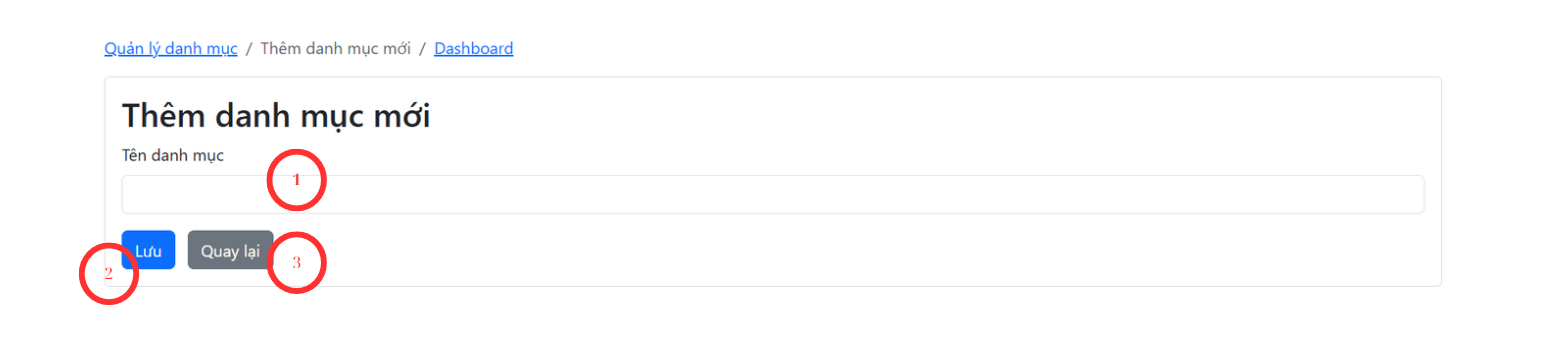 Quản lý danh mục / Thêm danh mục mới / Dashboard
Thêm danh mục mới
Tên danh mục
1
Lưu Quay lại
2 3